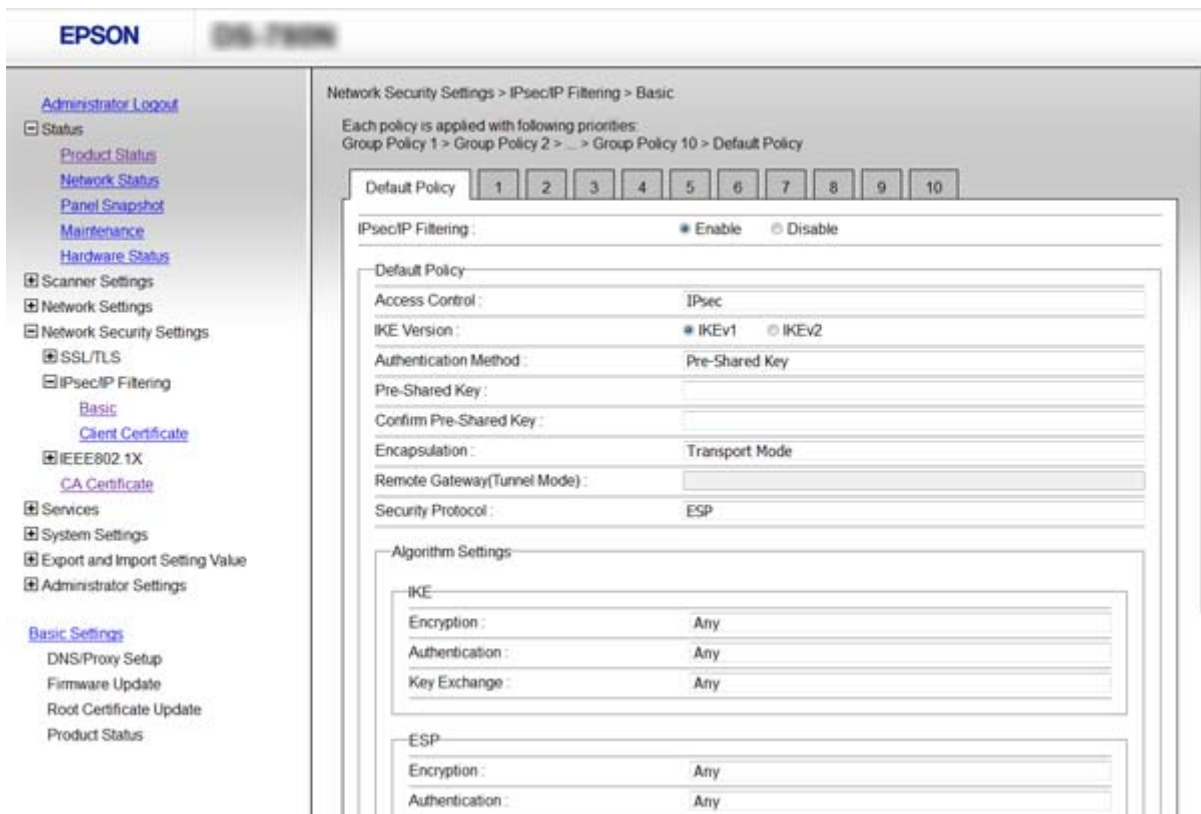 EPSON
Administrator Logout
Status
Product Status
Network Status
Panel Snapshot
Maintenance
Hardware Status
Scanner Settings
Network Settings
Network Security Settings
SSL/TLS
IPsec/IP Filtering
Basic
Client Certificate
IEEE802.1X
CA Certificate
Services
System Settings
Export and Import Setting Value
Administrator Settings
Basic Settings
DNS/Proxy Setup
Firmware Update
Root Certificate Update
Product Status
Network Security Settings > IPsec/IP Filtering > Basic
Each policy is applied with following priorities:
Group Policy 1 > Group Policy 2 > ... > Group Policy 10 > Default Policy
Default Policy 1 2 3 4 5 6 7 8 9 10
IPsec/IP Filtering : Enable Disable
Default Policy
Access Control : IPsec
IKE Version : IKEv1 IKEv2
Authentication Method : Pre-Shared Key
Pre-Shared Key :
Confirm Pre-Shared Key :
Encapsulation : Transport Mode
Remote Gateway(Tunnel Mode) :
Security Protocol : ESP
Algorithm Settings
IKE
Encryption : Any
Authentication : Any
Key Exchange : Any
ESP
Encryption : Any
Authentication : Any